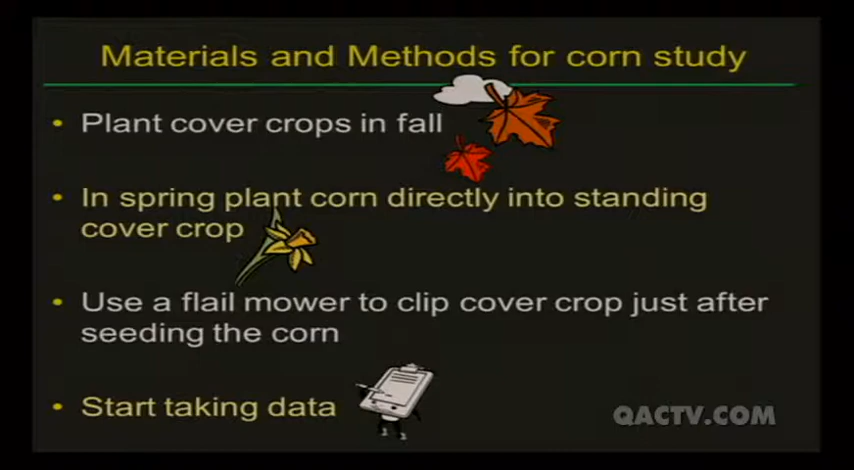 Materials and Methods for corn study
• Plant cover crops in fall
• In spring plant corn directly into standing
cover crop
• Use a flail mower to clip cover crop just after
seeding the corn
• Start taking data
QACTV.COM